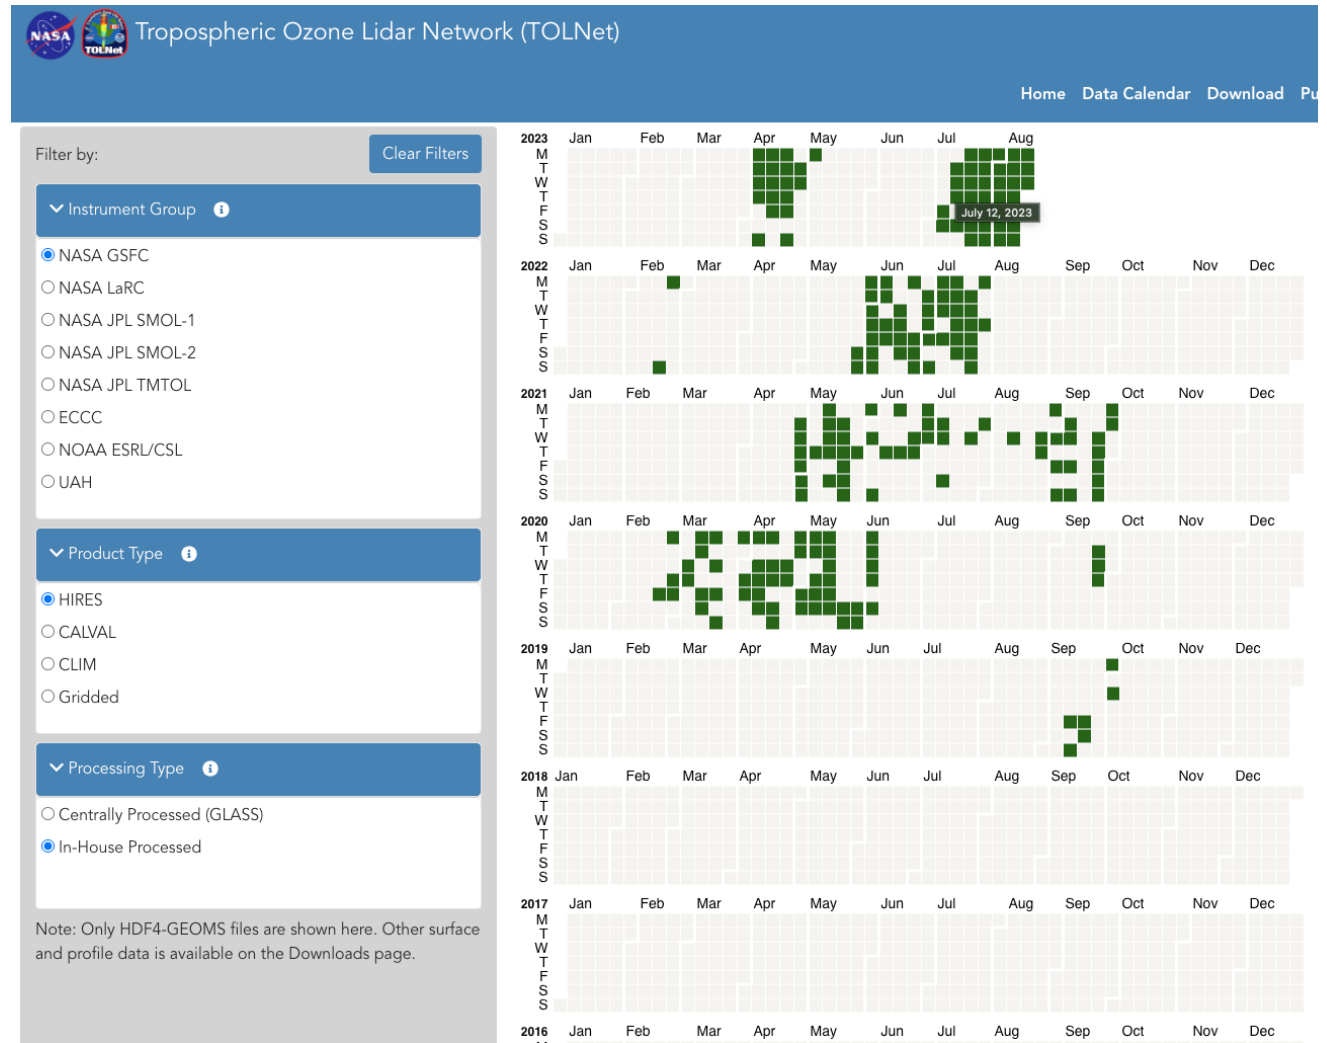 NASA
TOLNet
Tropospheric Ozone Lidar Network (TOLNet)
Home Data Calendar Download Pu
Filter by:
Clear Filters
Instrument Group
NASA GSFC
NASA LaRC
NASA JPL SMOL-1
NASA JPL SMOL-2
NASA JPL TMTOL
ECCC
NOAA ESRL/CSL
UAH
Product Type
HIRES
CALVAL
CLIM
Gridded
Processing Type
Centrally Processed (GLASS)
In-House Processed
Note: Only HDF4-GEOMS files are shown here. Other surface
and profile data is available on the Downloads page.
2023 Jan Feb Mar Apr May Jun Jul Aug
M
T
W
T
F
July 12, 2023
S
S
2022 Jan Feb Mar Apr May Jun Jul Aug Sep Oct Nov Dec
M
T
W
T
F
S
S
2021 Jan Feb Mar Apr May Jun Jul Aug Sep Oct Nov Dec
M
T
W
T
F
S
S
2020 Jan Feb Mar Apr May Jun Jul Aug Sep Oct Nov Dec
M
T
W
T
F
S
S
2019 Jan Feb Mar Apr May Jun Jul Aug Sep Oct Nov Dec
M
T
W
T
F
S
S
2018 Jan Feb Mar Apr May Jun Jul Aug Sep Oct Nov Dec
M
T
W
T
F
S
S
2017 Jan Feb Mar Apr May Jun Jul Aug Sep Oct Nov Dec
M
T
W
T
F
S
S
2016 Jan Feb Mar Apr May Jun Jul Aug Sep Oct Nov Dec